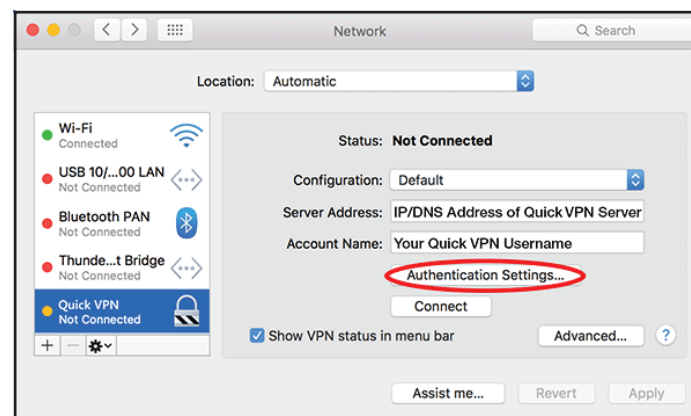 Network
Search
Location: Automatic
Wi-Fi
Connected
USB 10/...00 LAN
Not Connected
Bluetooth PAN
Not Connected
Thunde...t Bridge
Not Connected
Quick VPN
Not Connected
Status: Not Connected
Configuration: Default
Server Address: IP/DNS Address of Quick VPN Server
Account Name: Your Quick VPN Username
Authentication Settings...
Connect
Show VPN status in menu bar
Advanced...
?
Assist me...
Revert
Apply